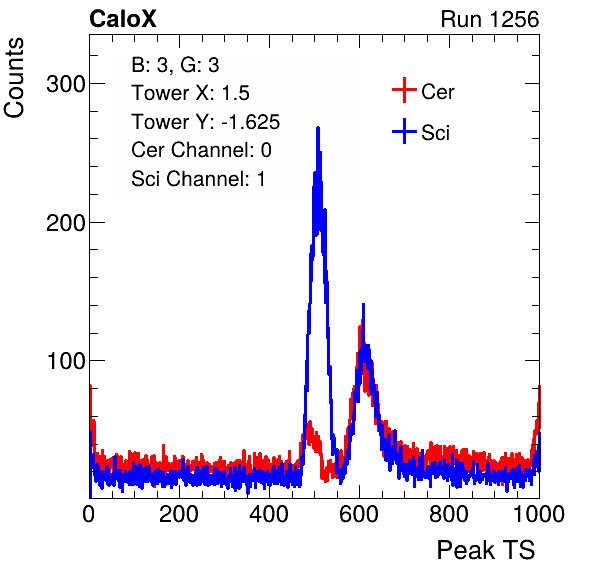 CaloX Run 1256
Counts
B: 3, G: 3
Tower X: 1.5
Tower Y: -1.625
Cer Channel: 0
Sci Channel: 1
Cer
Sci
300
200
100
0 200 400 600 800 1000
Peak TS